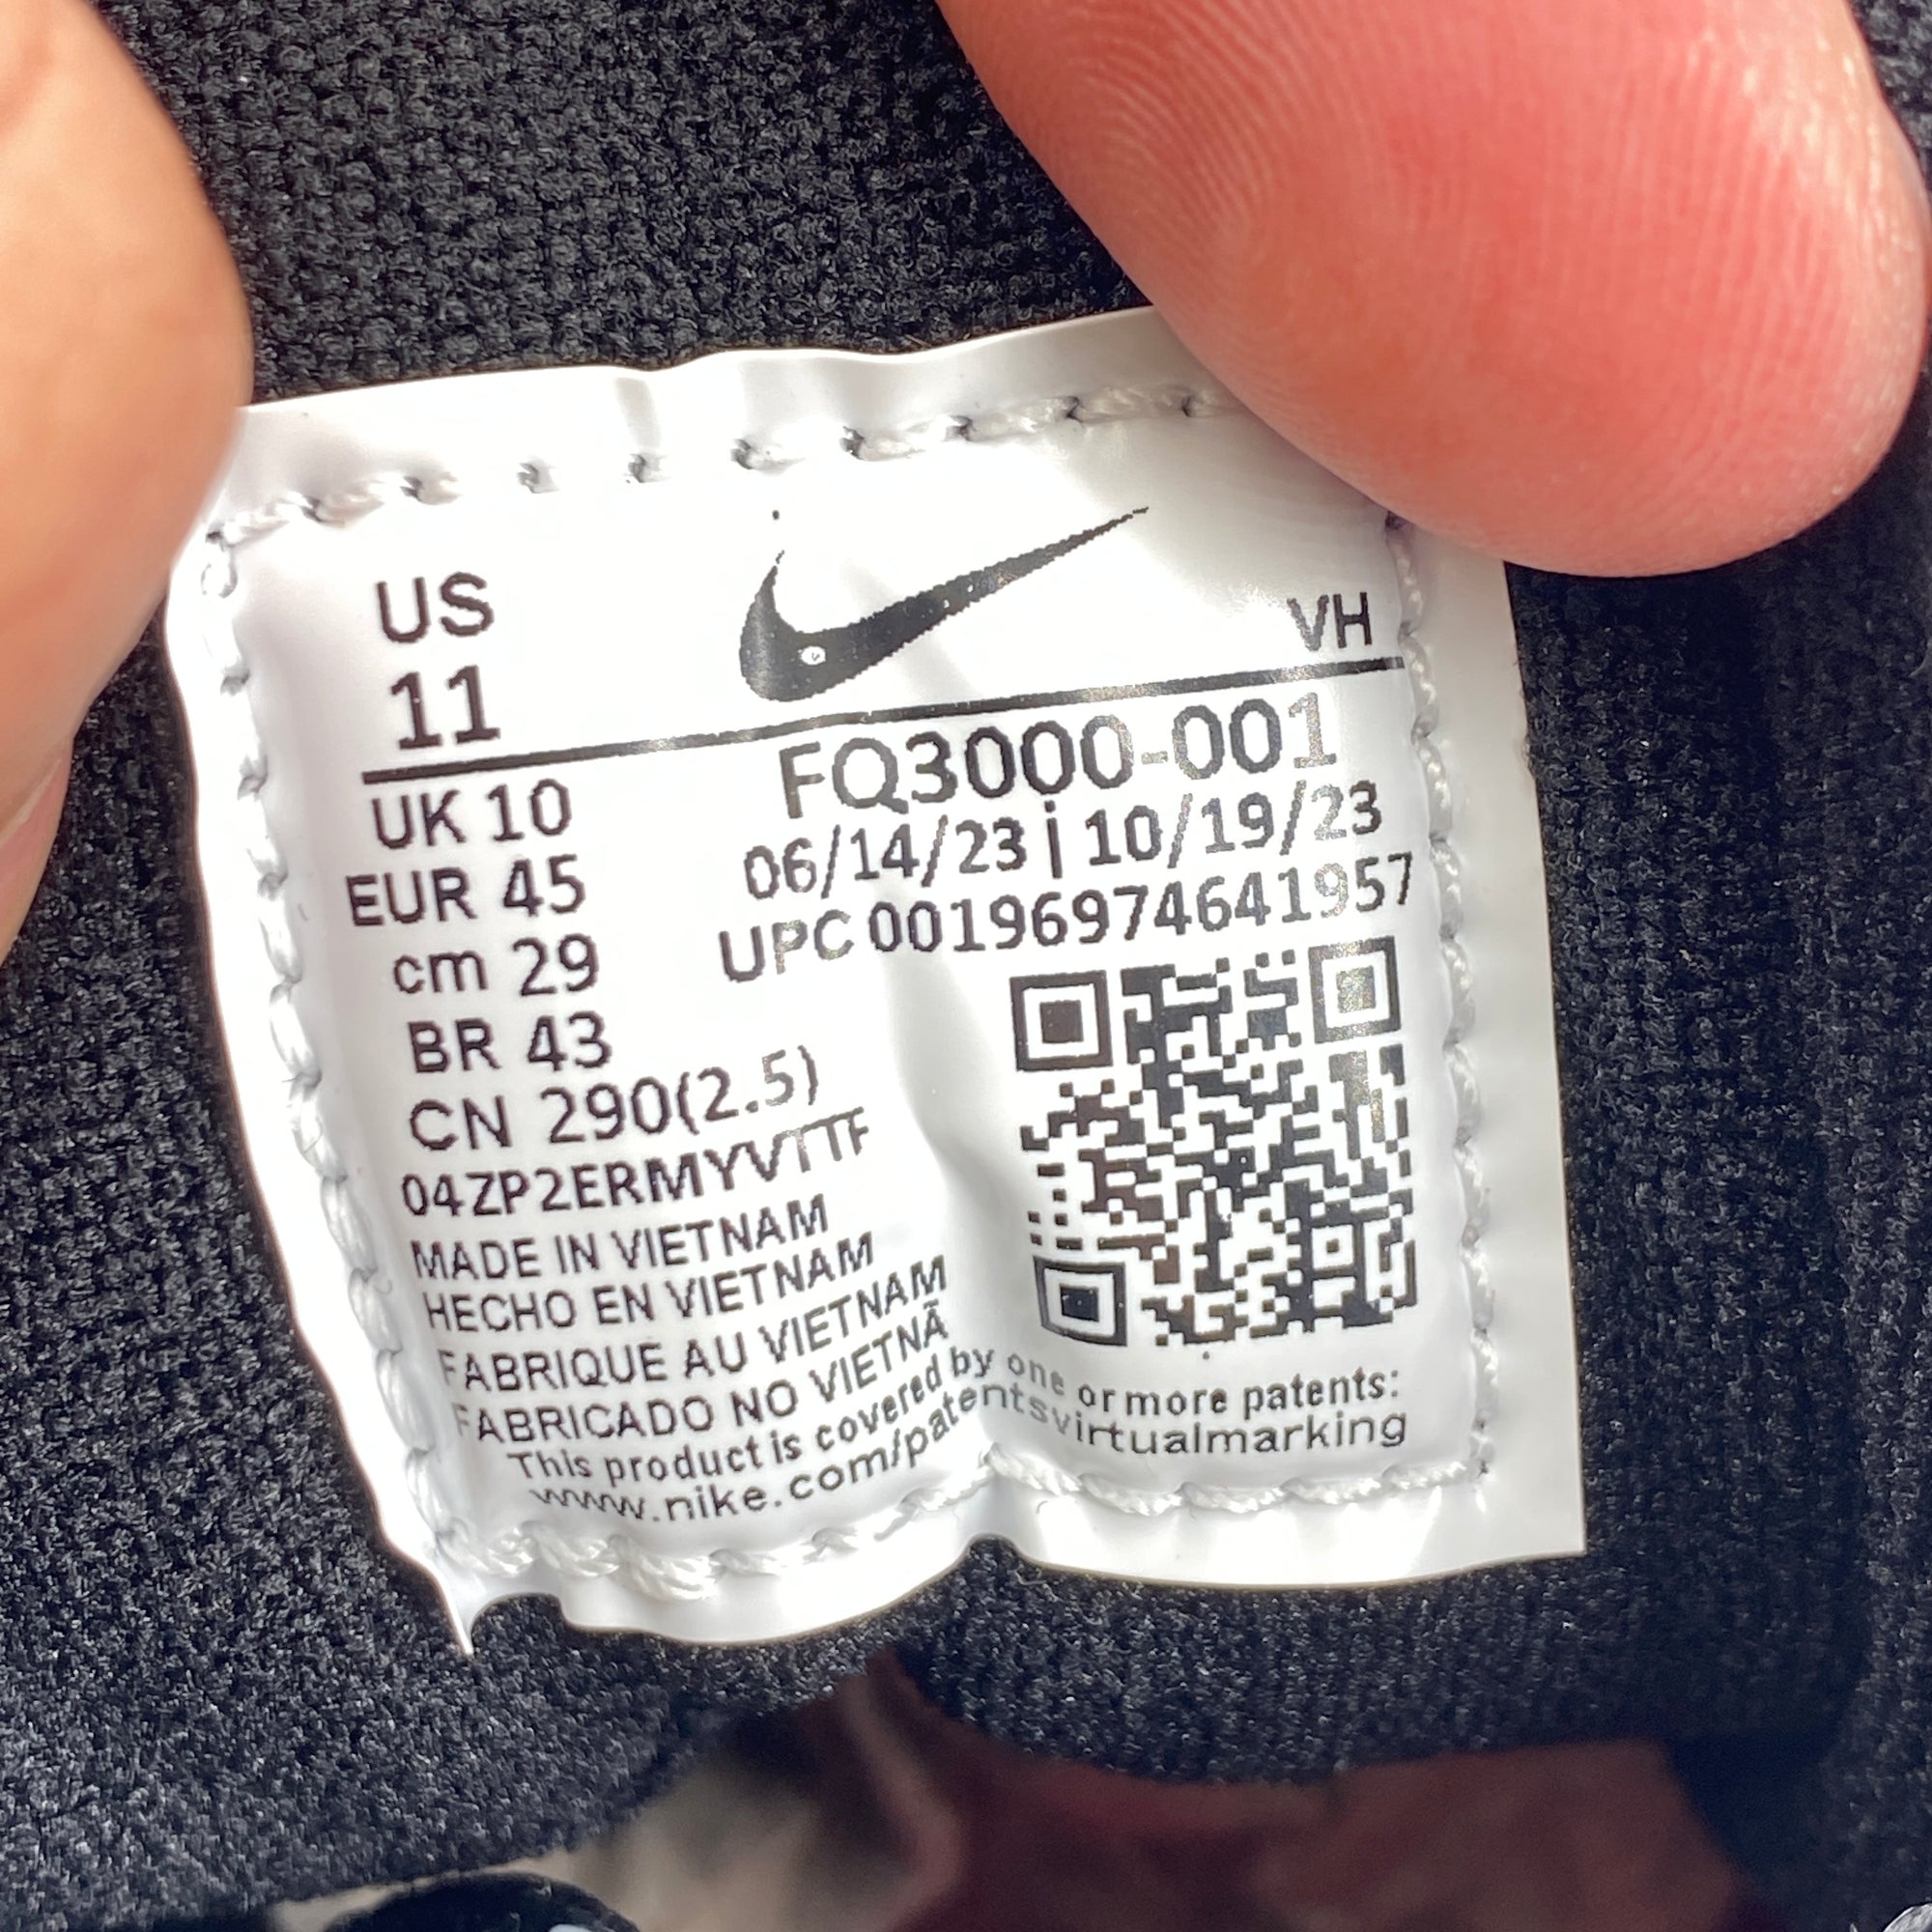 US
11
VH
FQ3000-001
06/14/23 | 10/19/23
UPC 00196974641957
UK 10
EUR 45
cm 29
BR 43
CN 290(2.5)
04ZP2ERMYVTTF
MADE IN VIETNAM
HECHO EN VIETNAM
FABRIQUE AU VIETNAM
FABRICADO NO VIETNÃ
This product is covered by one or more patents:
www.nike.com/patentsvirtualmarking